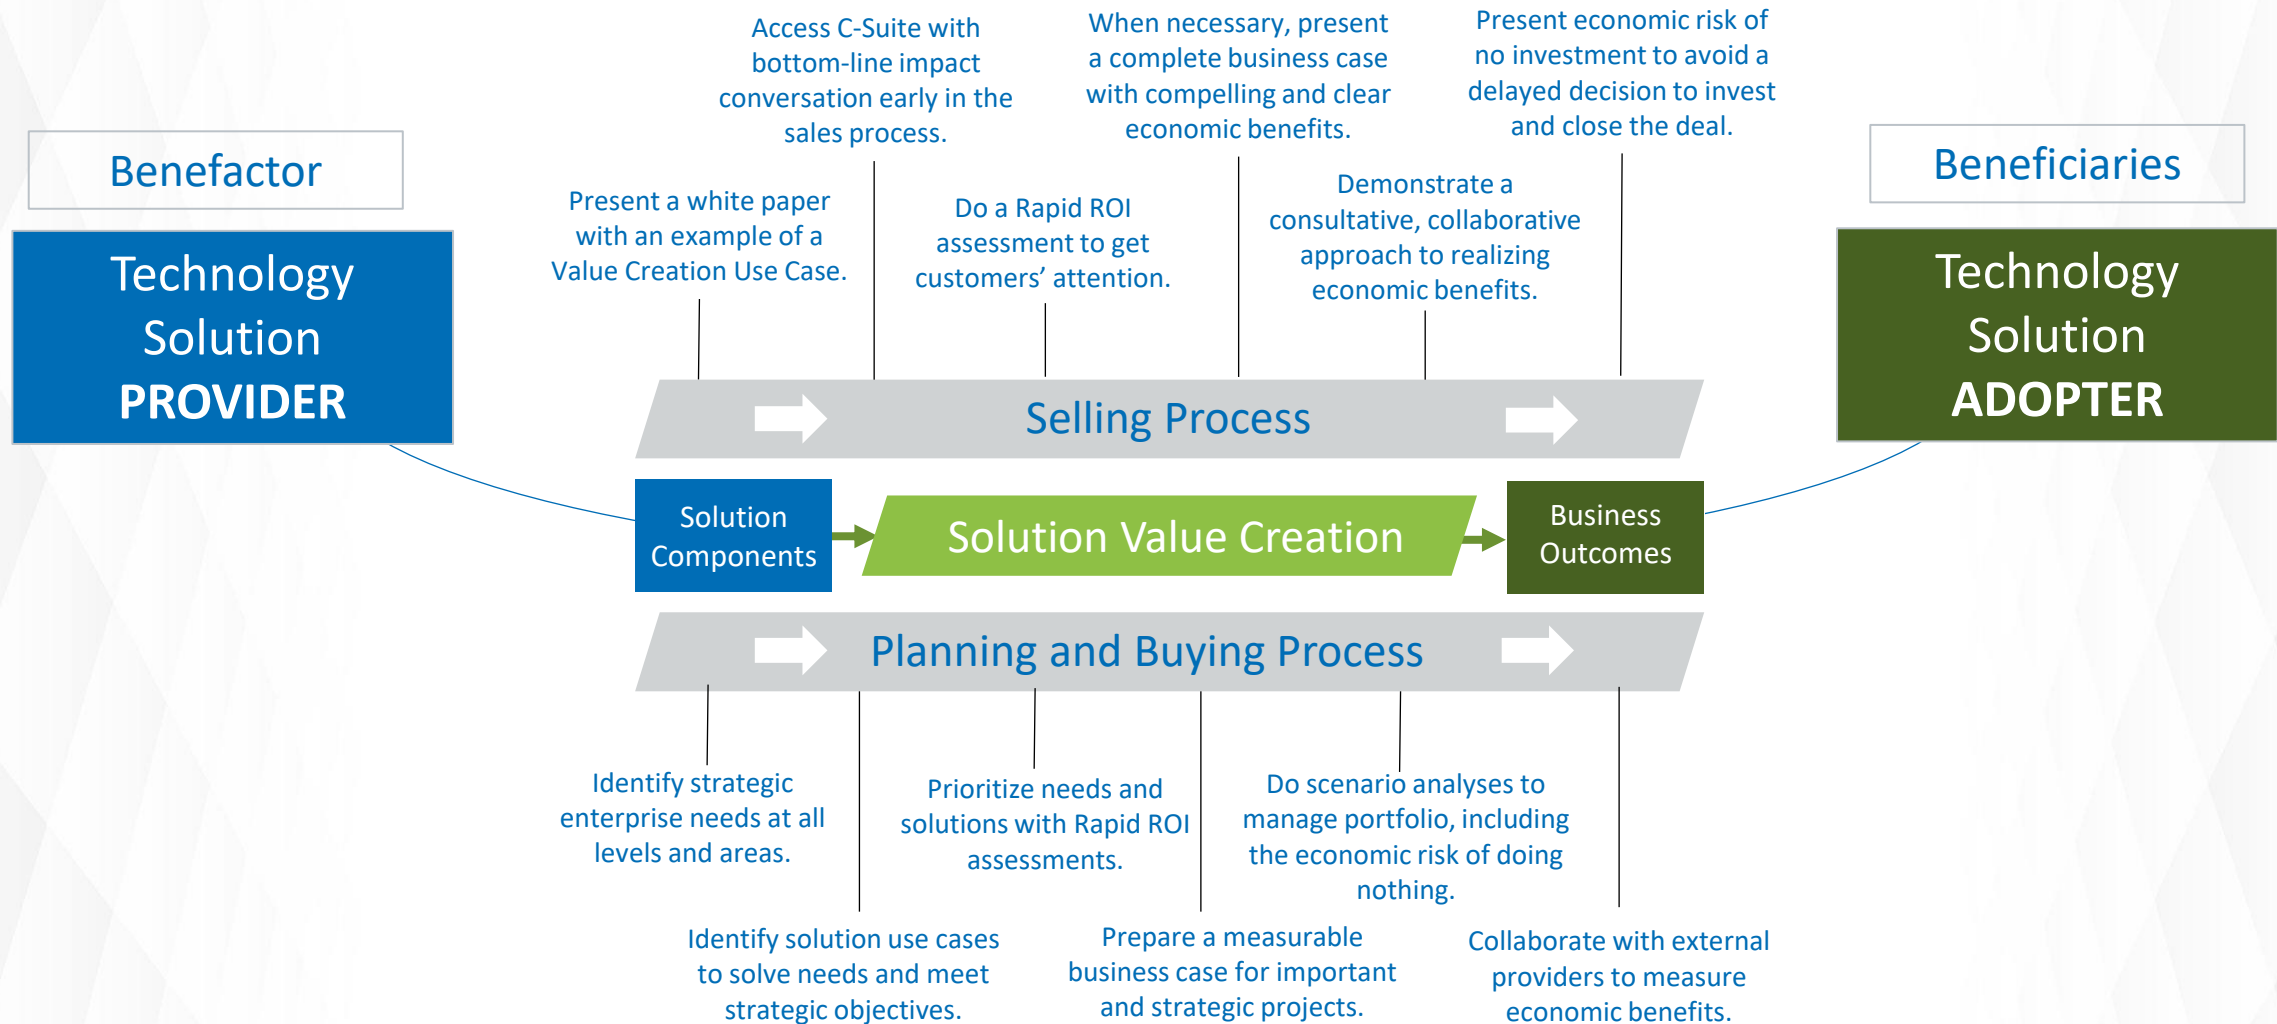 Benefactor
Technology
Solution
PROVIDER
Present a white paper
with an example of a
Value Creation Use Case.
Access C-Suite with
bottom-line impact
conversation early in the
sales process.
Do a Rapid ROI
assessment to get
customers’ attention.
When necessary, present
a complete business case
with compelling and clear
economic benefits.
Demonstrate a
consultative, collaborative
approach to realizing
economic benefits.
Present economic risk of
no investment to avoid a
delayed decision to invest
and close the deal.
Beneficiaries
Technology
Solution
ADOPTER
Selling Process
Solution
Components
Solution Value Creation
Business
Outcomes
Planning and Buying Process
Identify strategic
enterprise needs at all
levels and areas.
Identify solution use cases
to solve needs and meet
strategic objectives.
Prioritize needs and
solutions with Rapid ROI
assessments.
Prepare a measurable
business case for important
and strategic projects.
Do scenario analyses to
manage portfolio, including
the economic risk of doing
nothing.
Collaborate with external
providers to measure
economic benefits.